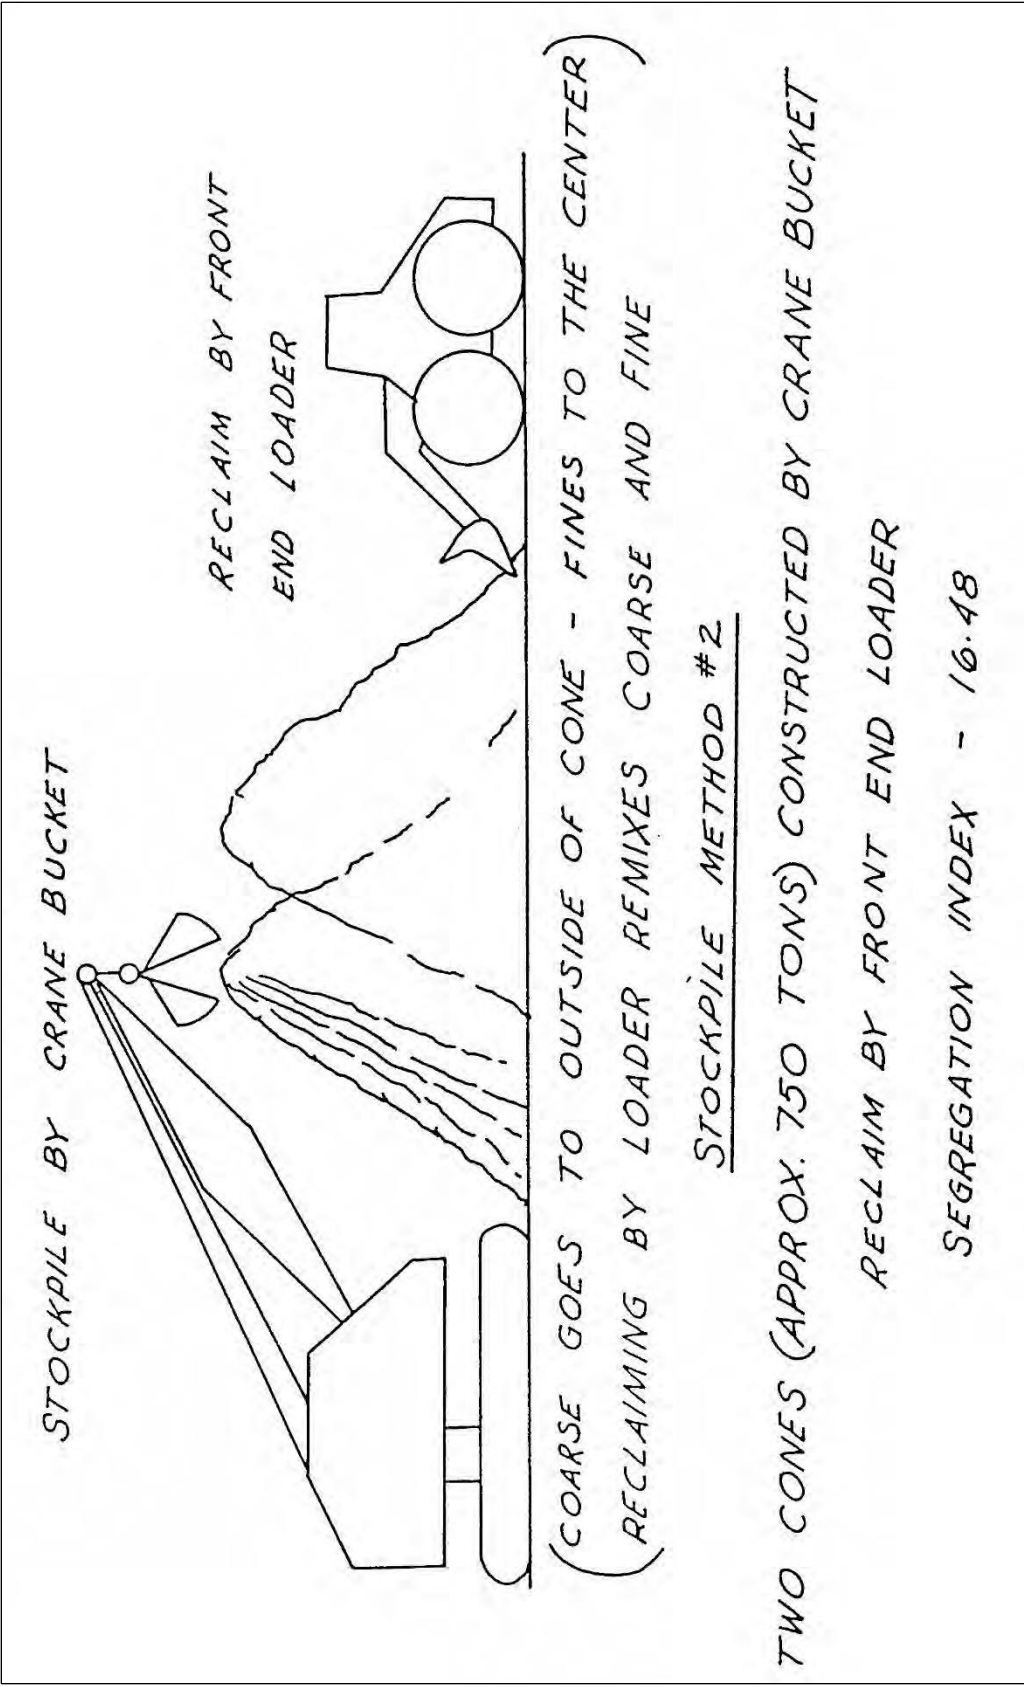 STOCKPILE BY CRANE BUCKET
RECLAIM BY FRONT
END LOADER
(COARSE GOES TO OUTSIDE OF CONE - FINES TO THE CENTER)
(RECLAIMING BY LOADER REMIXES COARSE AND FINE)
STOCKPILE METHOD #2
TWO CONES (APPROX. 750 TONS) CONSTRUCTED BY CRANE BUCKET
RECLAIM BY FRONT END LOADER
SEGREGATION INDEX - 16.48